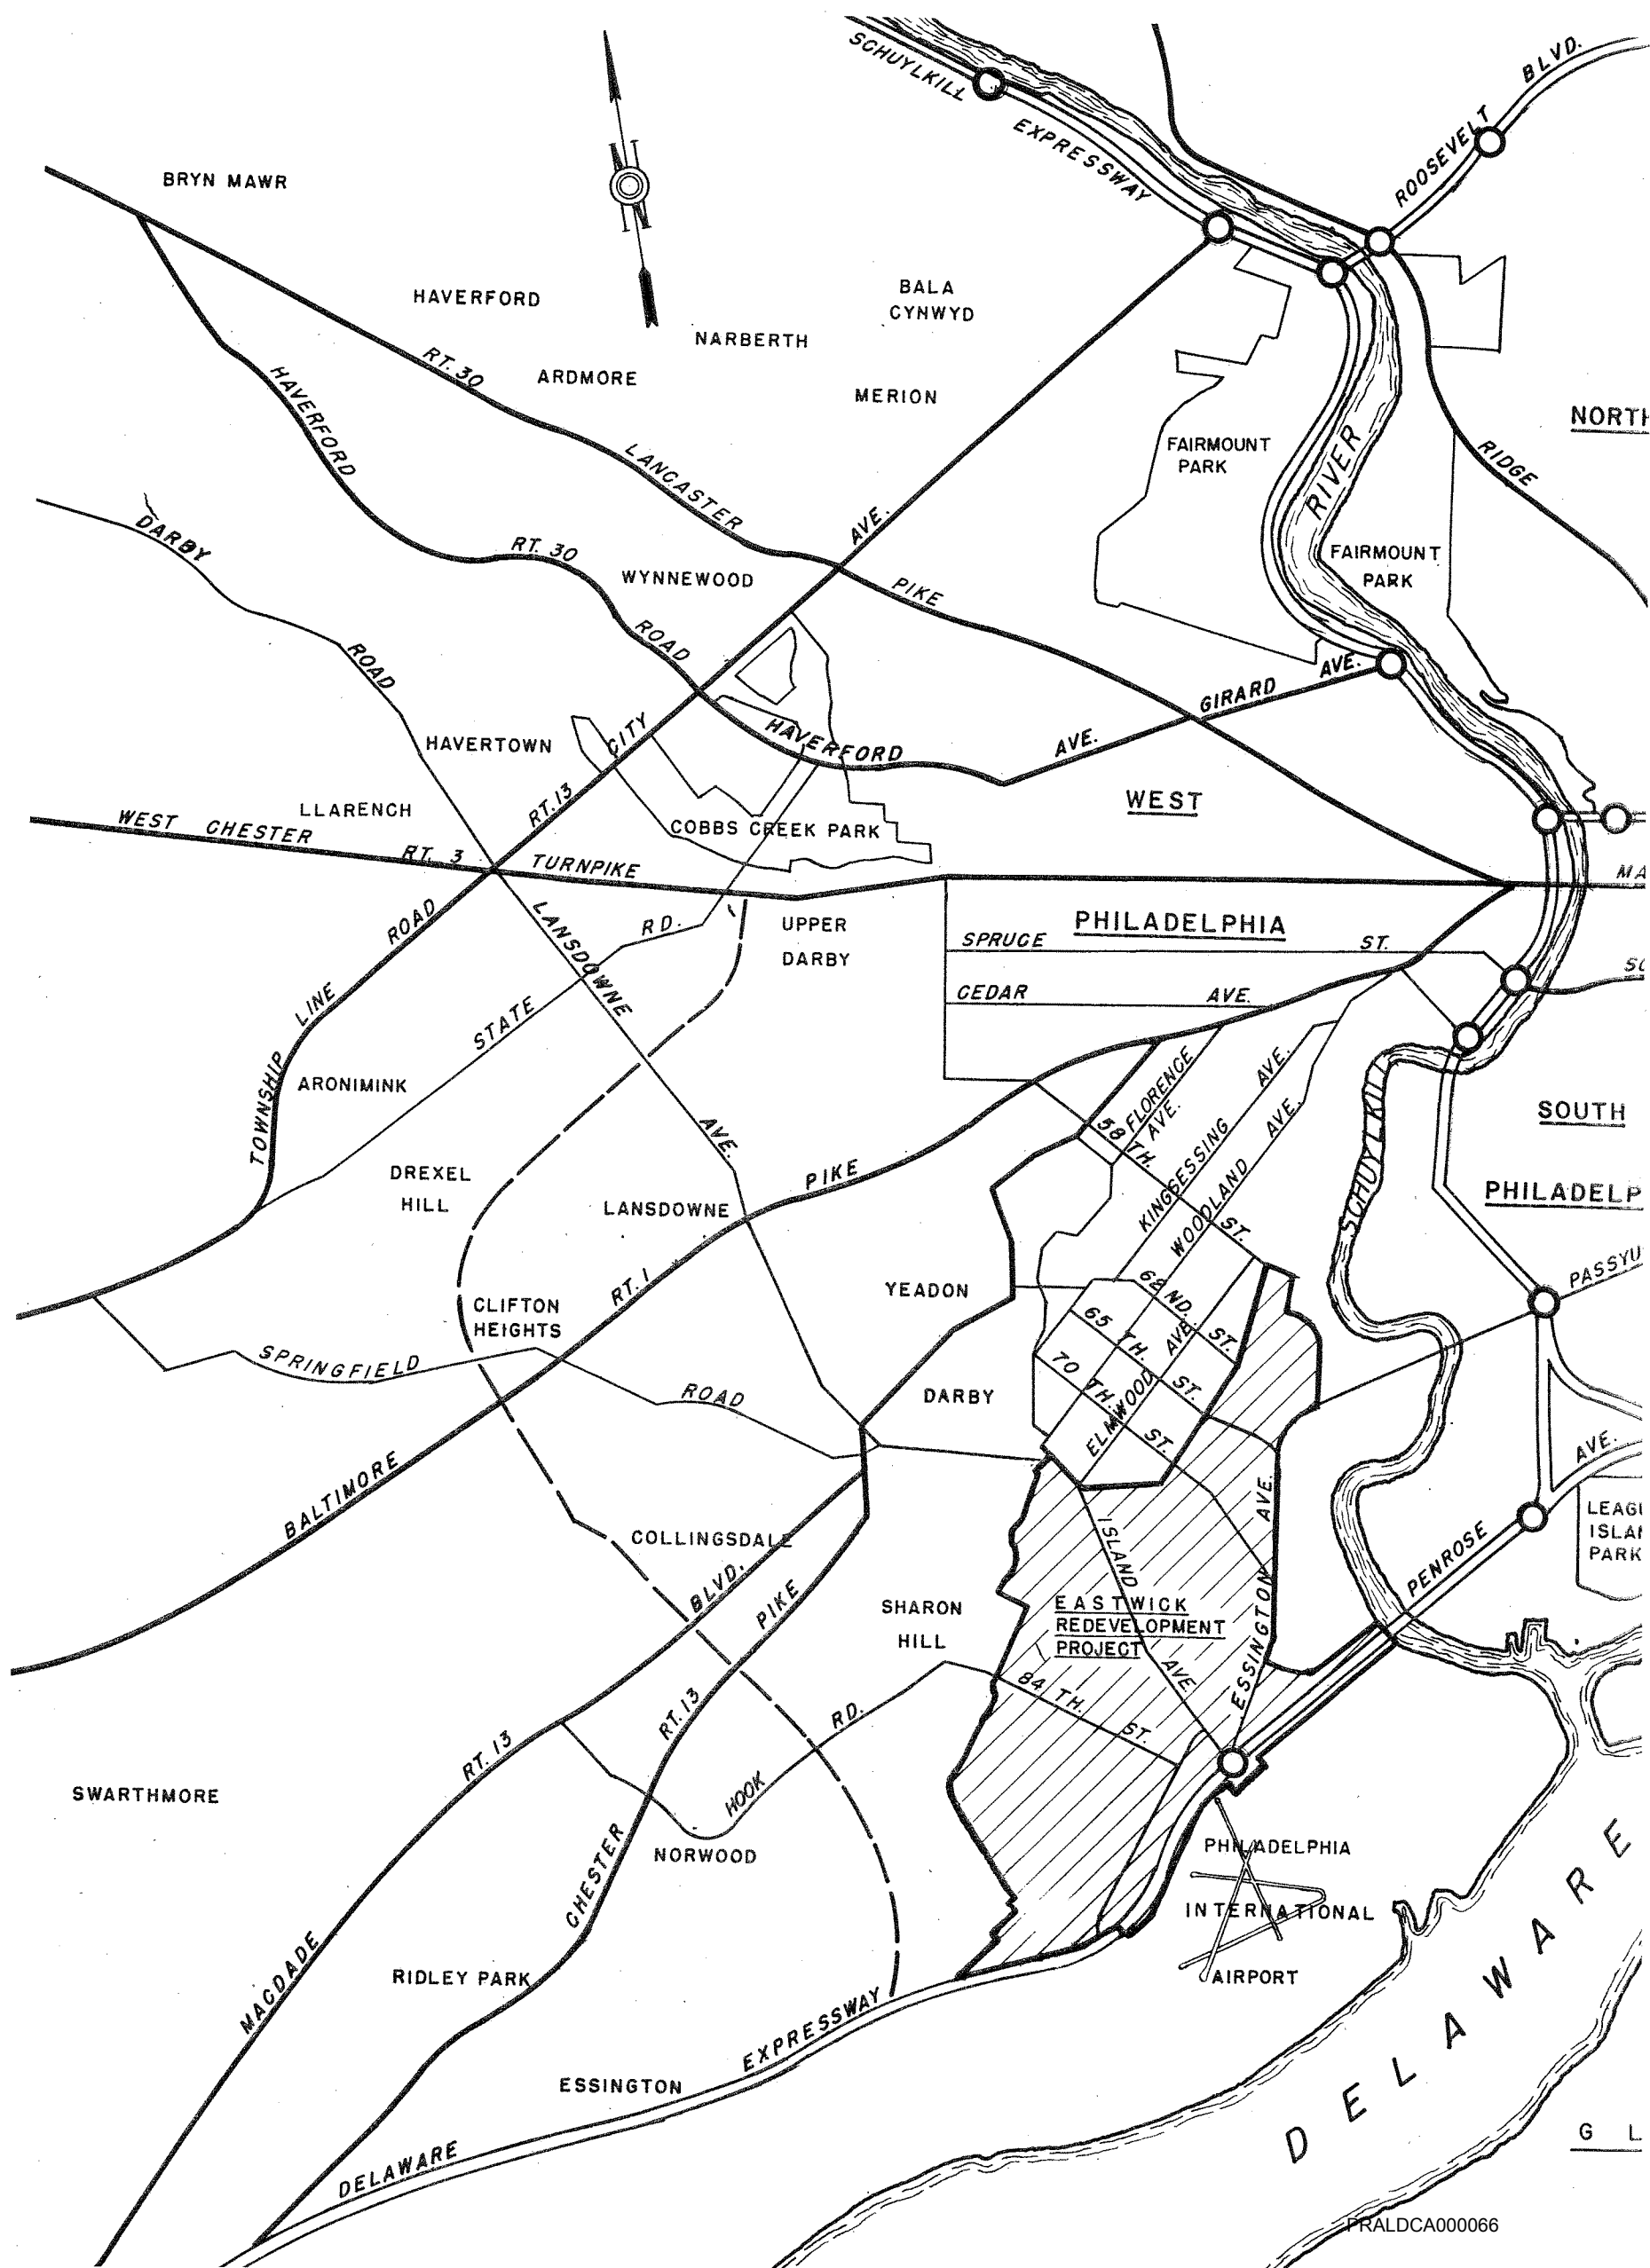 SCHUYLKILL
EXPRESSWAY
ROOSEVELT
BLVD.
BRYN MAWR
N
HAVERFORD
BALA
CYNWYD
NARBERTH
RT. 30
ARDMORE
MERION
HAVERFORD
NORTH
FAIRMOUNT
PARK
RIVER
RIDGE
LANCASTER
AVE.
DARBY
RT. 30
FAIRMOUNT
PARK
WYNNEWOOD
PIKE
ROAD
ROAD
GIRARD
AVE.
HAVERTOWN
CITY
HAVERFORD
AVE.
LLARENCH
RT. 13
WEST
WEST CHESTER
RT. 3
TURNPIKE
COBBS CREEK PARK
MA
ROAD
LANSDOWNE
RD.
UPPER
DARBY
PHILADELPHIA
SPRUCE
ST.
CEDAR
AVE.
LINE
STATE
TOWNSHIP
ARONIMINK
FLORENCE
AVE.
58 TH.
ST.
KINGSESSING
AVE.
WOODLAND
AVE.
SCHUYLKILL
SOUTH
PHILADELP
AVE.
DREXEL
HILL
LANSDOWNE
PIKE
PASSYU
YEADON
RT. 1
CLIFTON
HEIGHTS
62 ND.
ST.
65 TH.
ST.
70 TH.
ST.
ELMWOOD
AVE.
SPRINGFIELD
ROAD
DARBY
BALTIMORE
AVE.
COLLINGSDALE
BLVD.
PIKE
ISLAND
AVE
ESSINGTON
AVE.
PENROSE
LEAGU
ISLAN
PARK
SHARON
HILL
EASTWICK
REDEVELOPMENT
PROJECT
84 TH.
ST.
RT. 13
RT. 13
HOOK
RD.
SWARTHMORE
NORWOOD
CHESTER
PHILADELPHIA
INTERNATIONAL
AIRPORT
MACDADE
RIDLEY PARK
EXPRESSWAY
ESSINGTON
DELAWARE
DELAWARE
G L
PRALDCA000066